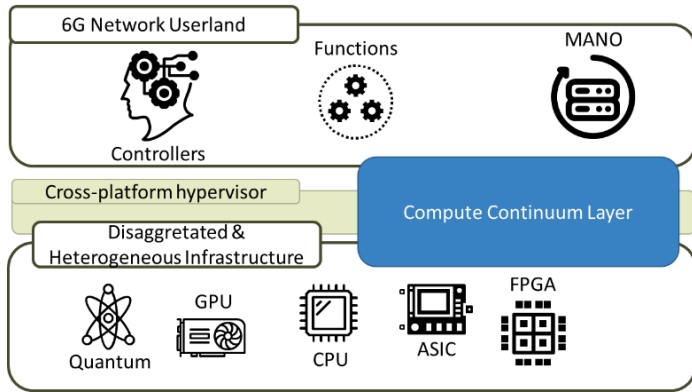 6G Network Userland
Functions
MANO
Controllers
Cross-platform hypervisor
Compute Continuum Layer
Disaggretated &
Heterogeneous Infrastructure
Quantum
GPU
CPU
ASIC
FPGA